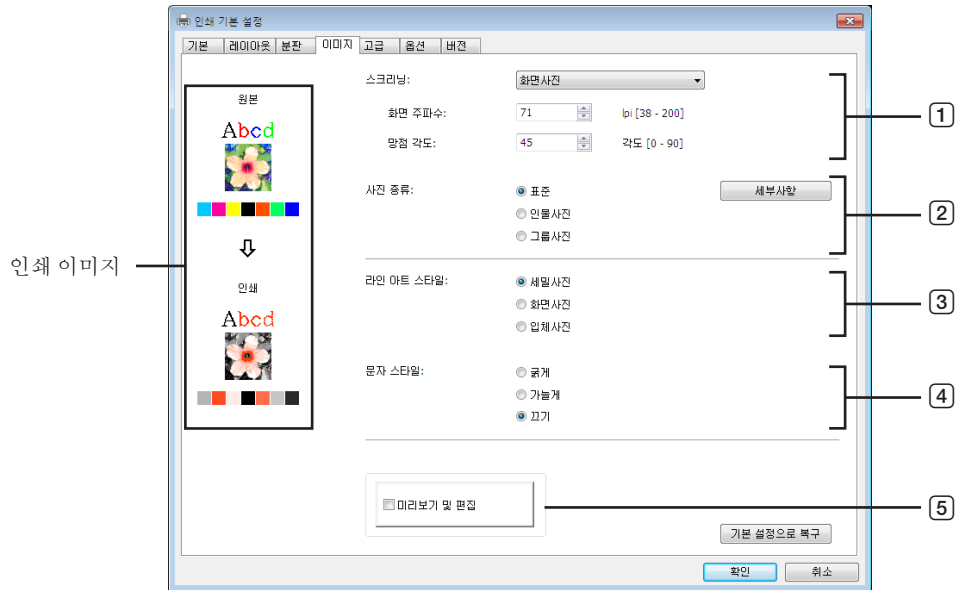 인쇄 기본 설정
기본 레이아웃 분판 이미지 고급 옵션 버전
인쇄 이미지
원본
Abcd
인쇄
Abcd
스크리닝: 화면사진
화면 주파수: 71 lpi [38 - 200]
망점 각도: 45 각도 [0 - 90]
1
사진 종류: 표준 세부사항
인물사진
그룹사진
2
라인 아트 스타일: 세밀사진
화면사진
입체사진
3
문자 스타일: 굵게
가늘게
끄기
4
미리보기 및 편집
5
기본 설정으로 복구
확인 취소